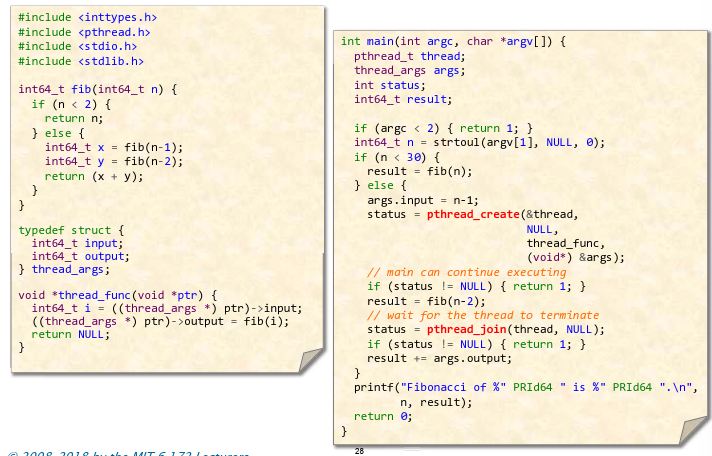 #include <inttypes.h>
#include <pthread.h>
#include <stdio.h>
#include <stdlib.h>

int64_t fib(int64_t n) {
  if (n < 2) {
    return n;
  } else {
    int64_t x = fib(n-1);
    int64_t y = fib(n-2);
    return (x + y);
  }
}

typedef struct {
  int64_t input;
  int64_t output;
} thread_args;

void *thread_func(void *ptr) {
  int64_t i = ((thread_args *) ptr)->input;
  ((thread_args *) ptr)->output = fib(i);
  return NULL;
}

int main(int argc, char *argv[]) {
  pthread_t thread;
  thread_args args;
  int status;
  int64_t result;

  if (argc < 2) { return 1; }
  int64_t n = strtoul(argv[1], NULL, 0);
  if (n < 30) {
    result = fib(n);
  } else {
    args.input = n-1;
    status = pthread_create(&thread,
                            NULL,
                            thread_func,
                            (void*) &args);
    // main can continue executing
    if (status != NULL) { return 1; }
    result = fib(n-2);
    // wait for the thread to terminate
    status = pthread_join(thread, NULL);
    if (status != NULL) { return 1; }
    result += args.output;
  }
  printf("Fibonacci of %" PRId64 " is %" PRId64 ".\n",
         n, result);
  return 0;
}
© 2008–2018 by the MIT 6.172 Lecturers
28